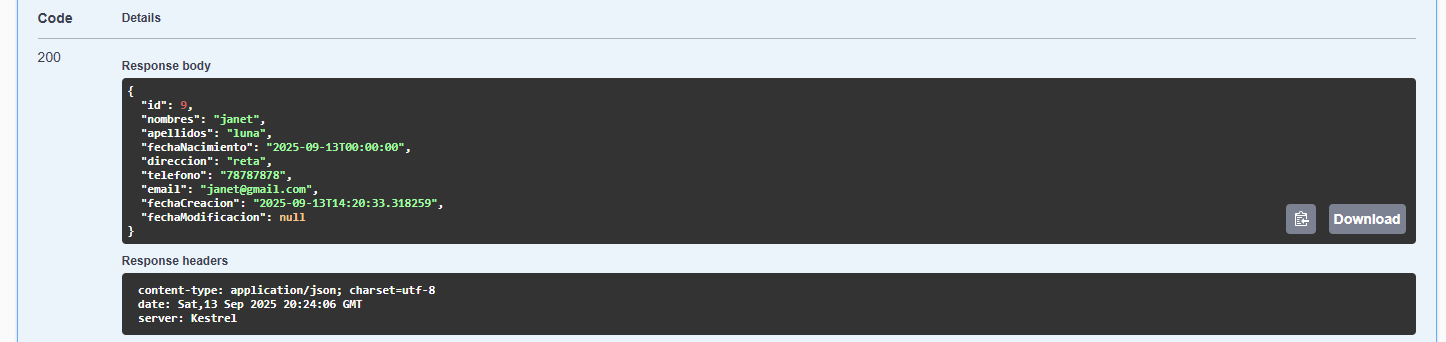 Code Details
200
Response body
{
  "id": 9,
  "nombres": "janet",
  "apellidos": "luna",
  "fechaNacimiento": "2025-09-13T00:00:00",
  "direccion": "reta",
  "telefono": "78787878",
  "email": "janet@gmail.com",
  "fechaCreacion": "2025-09-13T14:20:33.318259",
  "fechaModificacion": null
}
Download
Response headers
content-type: application/json; charset=utf-8
date: Sat,13 Sep 2025 20:24:06 GMT
server: Kestrel